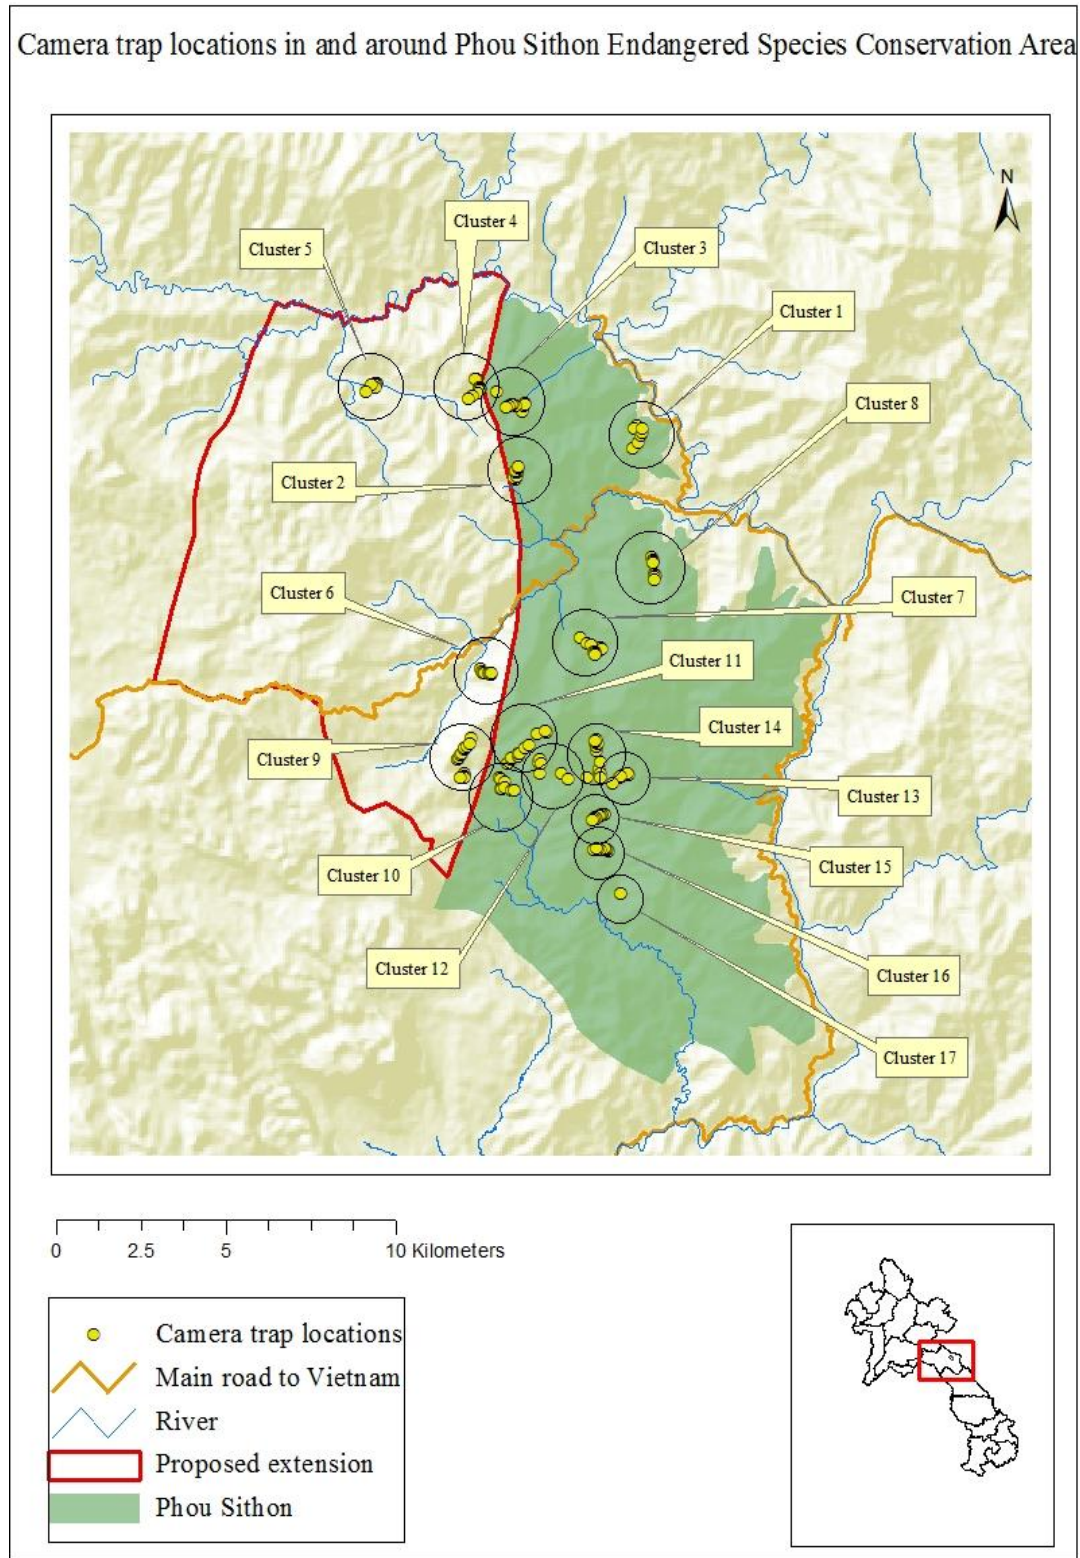 Camera trap locations in and around Phou Sithon Endangered Species Conservation Area
N
Cluster 4
Cluster 5
Cluster 3
Cluster 1
Cluster 8
Cluster 2
Cluster 6
Cluster 7
Cluster 11
Cluster 14
Cluster 9
Cluster 13
Cluster 10
Cluster 15
Cluster 12
Cluster 16
Cluster 17
0 2.5 5 10 Kilometers
Camera trap locations
Main road to Vietnam
River
Proposed extension
Phou Sithon